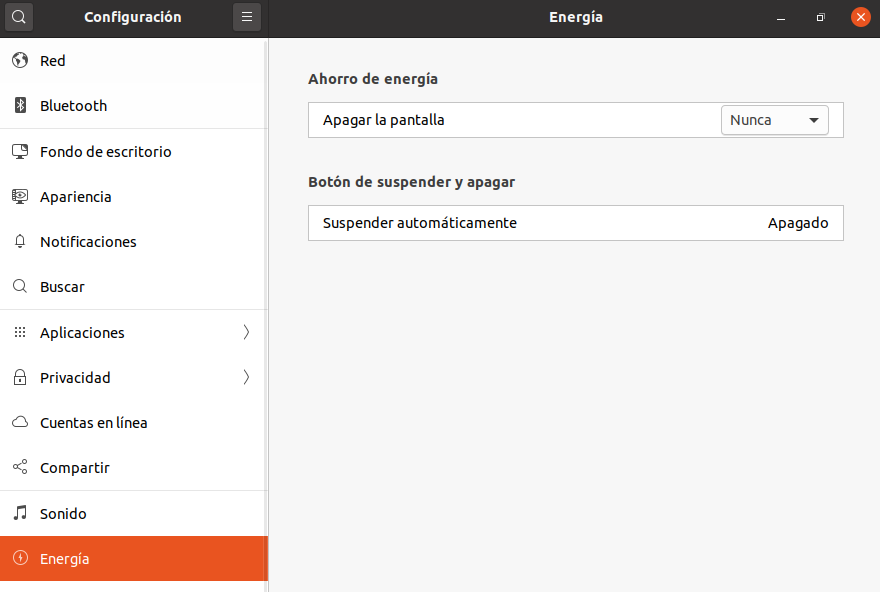 Configuración
Energía
Red
Bluetooth
Fondo de escritorio
Apariencia
Notificaciones
Buscar
Aplicaciones
Privacidad
Cuentas en línea
Compartir
Sonido
Energía
Ahorro de energía
Apagar la pantalla
Nunca
Botón de suspender y apagar
Suspender automáticamente
Apagado